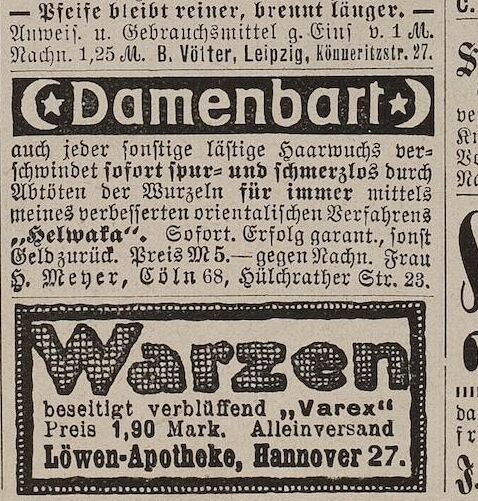 — Pfeife bleibt reiner, brennt länger. —
Anweis. u. Gebrauchsmittel g. Eins v. 1 M.
Nachn. 1,25 M. B. Völter, Leipzig, Könneritzstr. 27.
Damenbart
auch jeder sonstige lästige Haarwuchs ver-
schwindet sofort spur- und schmerzlos durch
Abtöten der Wurzeln für immer mittels
meines verbesserten orientalischen Verfahrens
„Helwaka“. Sofort. Erfolg garant., sonst
Geld zurück. Preis M 5.— gegen Nachn. Frau
H. Meyer, Cöln 68, Hülchrather Str. 23.
Warzen
beseitigt verblüffend „Varex“
Preis 1,90 Mark. Alleinversand
Löwen-Apotheke, Hannover 27.